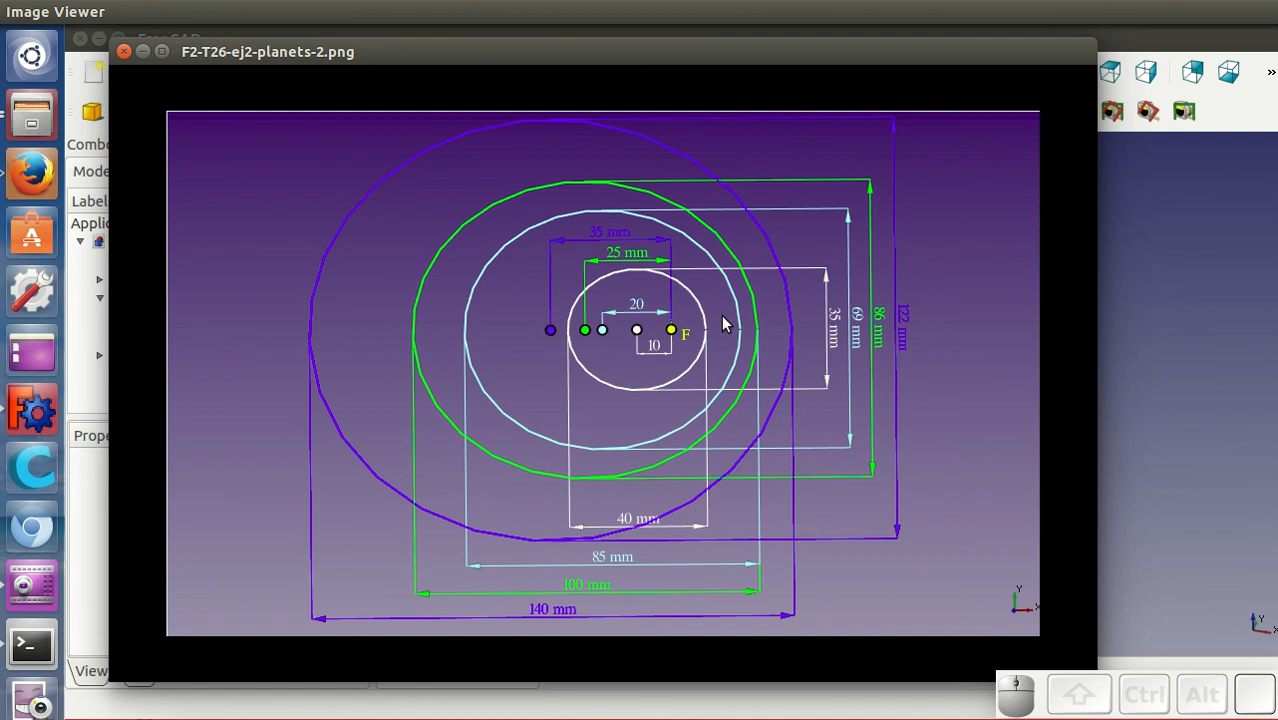 Image Viewer
F2-T26-ej2-planets-2.png
Combo
Mode
Label
Applic
35 mm
25 mm
20
F
10
35 mm
69 mm
86 mm
122 mm
Prope
40 mm
85 mm
100 mm
140 mm
Y
X
Y
X
View
Ctrl
Alt